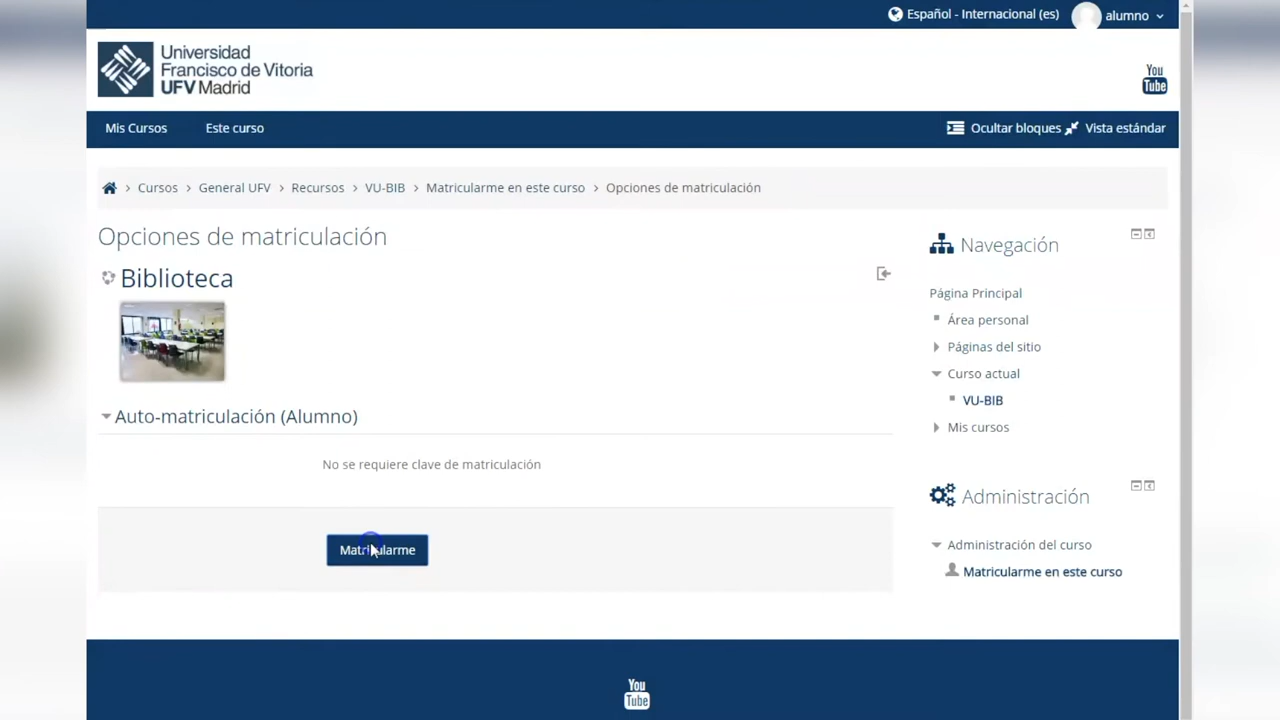 Español - Internacional (es)
alumno
Universidad
Francisco de Vitoria
UFV Madrid
You
Tube
Mis Cursos
Este curso
Ocultar bloques
Vista estándar
Cursos
General UFV
Recursos
VU-BIB
Matricularme en este curso
Opciones de matriculación
Opciones de matriculación
Biblioteca
Auto-matriculación (Alumno)
No se requiere clave de matriculación
Matricularme
Navegación
Página Principal
Área personal
Páginas del sitio
Curso actual
VU-BIB
Mis cursos
Administración
Administración del curso
Matricularme en este curso
You
Tube